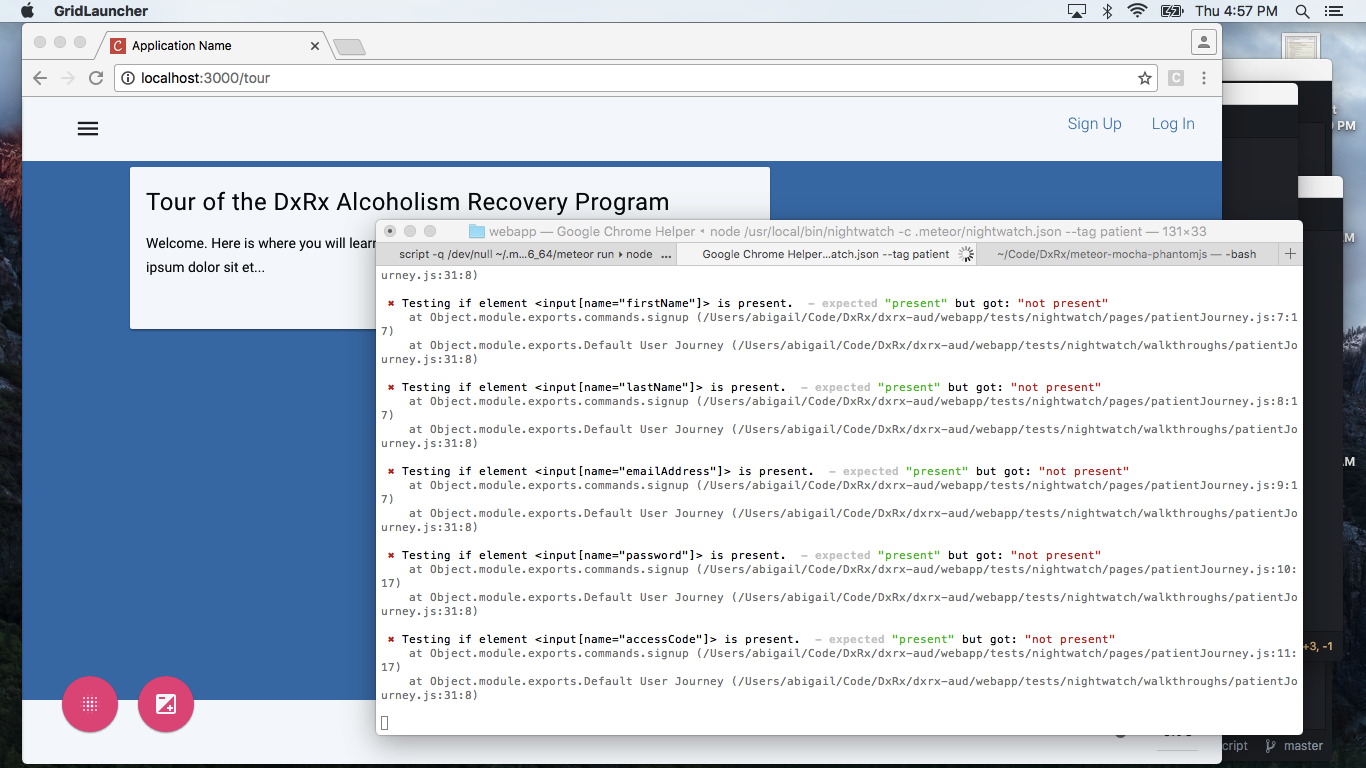 GridLauncher
Thu 4:57 PM
Application Name
localhost:3000/tour
Sign Up
Log In
Tour of the DxRx Alcoholism Recovery Program
Welcome. Here is where you will learn
ipsum dolor sit et...
webapp — Google Chrome Helper • node /usr/local/bin/nightwatch -c .meteor/nightwatch.json --tag patient — 131×33
script -q /dev/null ~/.m...6_64/meteor run ▸ node ...
Google Chrome Helper...atch.json --tag patient
~/Code/DxRx/meteor-mocha-phantomjs — -bash
urney.js:31:8)
✖ Testing if element <input[name="firstName"]> is present.  – expected "present" but got: "not present"
at Object.module.exports.commands.signup (/Users/abigail/Code/DxRx/dxrx-aud/webapp/tests/nightwatch/pages/patientJourney.js:7:1
7)
at Object.module.exports.Default User Journey (/Users/abigail/Code/DxRx/dxrx-aud/webapp/tests/nightwatch/walkthroughs/patientJo
urney.js:31:8)
✖ Testing if element <input[name="lastName"]> is present.  – expected "present" but got: "not present"
at Object.module.exports.commands.signup (/Users/abigail/Code/DxRx/dxrx-aud/webapp/tests/nightwatch/pages/patientJourney.js:8:1
7)
at Object.module.exports.Default User Journey (/Users/abigail/Code/DxRx/dxrx-aud/webapp/tests/nightwatch/walkthroughs/patientJo
urney.js:31:8)
✖ Testing if element <input[name="emailAddress"]> is present.  – expected "present" but got: "not present"
at Object.module.exports.commands.signup (/Users/abigail/Code/DxRx/dxrx-aud/webapp/tests/nightwatch/pages/patientJourney.js:9:1
7)
at Object.module.exports.Default User Journey (/Users/abigail/Code/DxRx/dxrx-aud/webapp/tests/nightwatch/walkthroughs/patientJo
urney.js:31:8)
✖ Testing if element <input[name="password"]> is present.  – expected "present" but got: "not present"
at Object.module.exports.commands.signup (/Users/abigail/Code/DxRx/dxrx-aud/webapp/tests/nightwatch/pages/patientJourney.js:10:
17)
at Object.module.exports.Default User Journey (/Users/abigail/Code/DxRx/dxrx-aud/webapp/tests/nightwatch/walkthroughs/patientJo
urney.js:31:8)
✖ Testing if element <input[name="accessCode"]> is present.  – expected "present" but got: "not present"
at Object.module.exports.commands.signup (/Users/abigail/Code/DxRx/dxrx-aud/webapp/tests/nightwatch/pages/patientJourney.js:11:
17)
at Object.module.exports.Default User Journey (/Users/abigail/Code/DxRx/dxrx-aud/webapp/tests/nightwatch/walkthroughs/patientJo
urney.js:31:8)
PM
+3, -1
cript
master